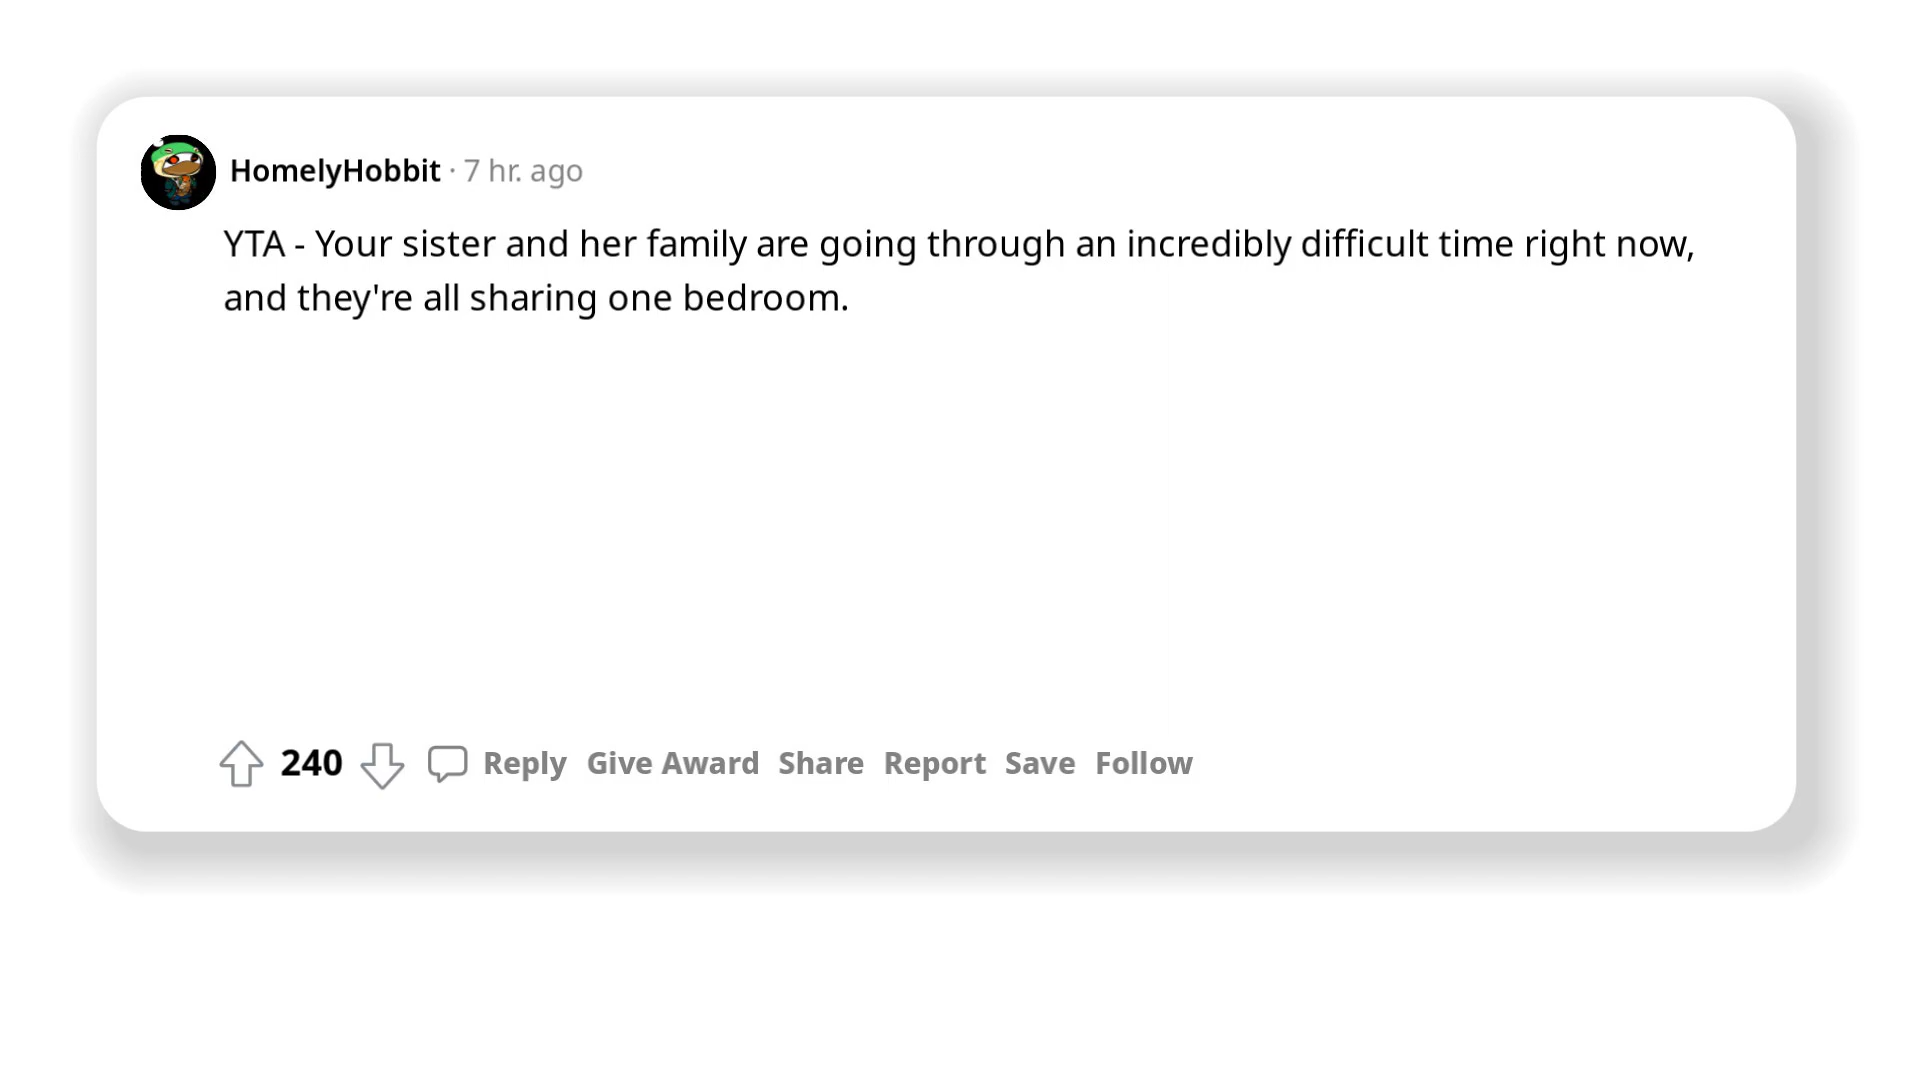 HomelyHobbit · 7 hr. ago
YTA - Your sister and her family are going through an incredibly difficult time right now,
and they're all sharing one bedroom.
240 Reply Give Award Share Report Save Follow